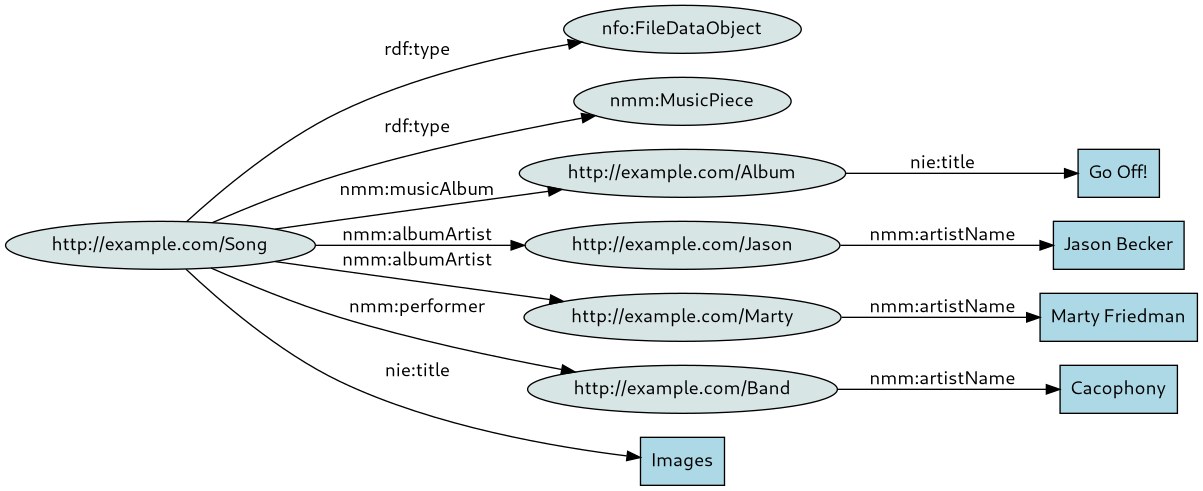 nfo:FileDataObject
rdf:type
nmm:MusicPiece
rdf:type
http://example.com/Album
nie:title
Go Off!
nmm:musicAlbum
http://example.com/Song
nmm:albumArtist
http://example.com/Jason
nmm:artistName
Jason Becker
nmm:albumArtist
http://example.com/Marty
nmm:artistName
Marty Friedman
nmm:performer
http://example.com/Band
nmm:artistName
Cacophony
nie:title
Images